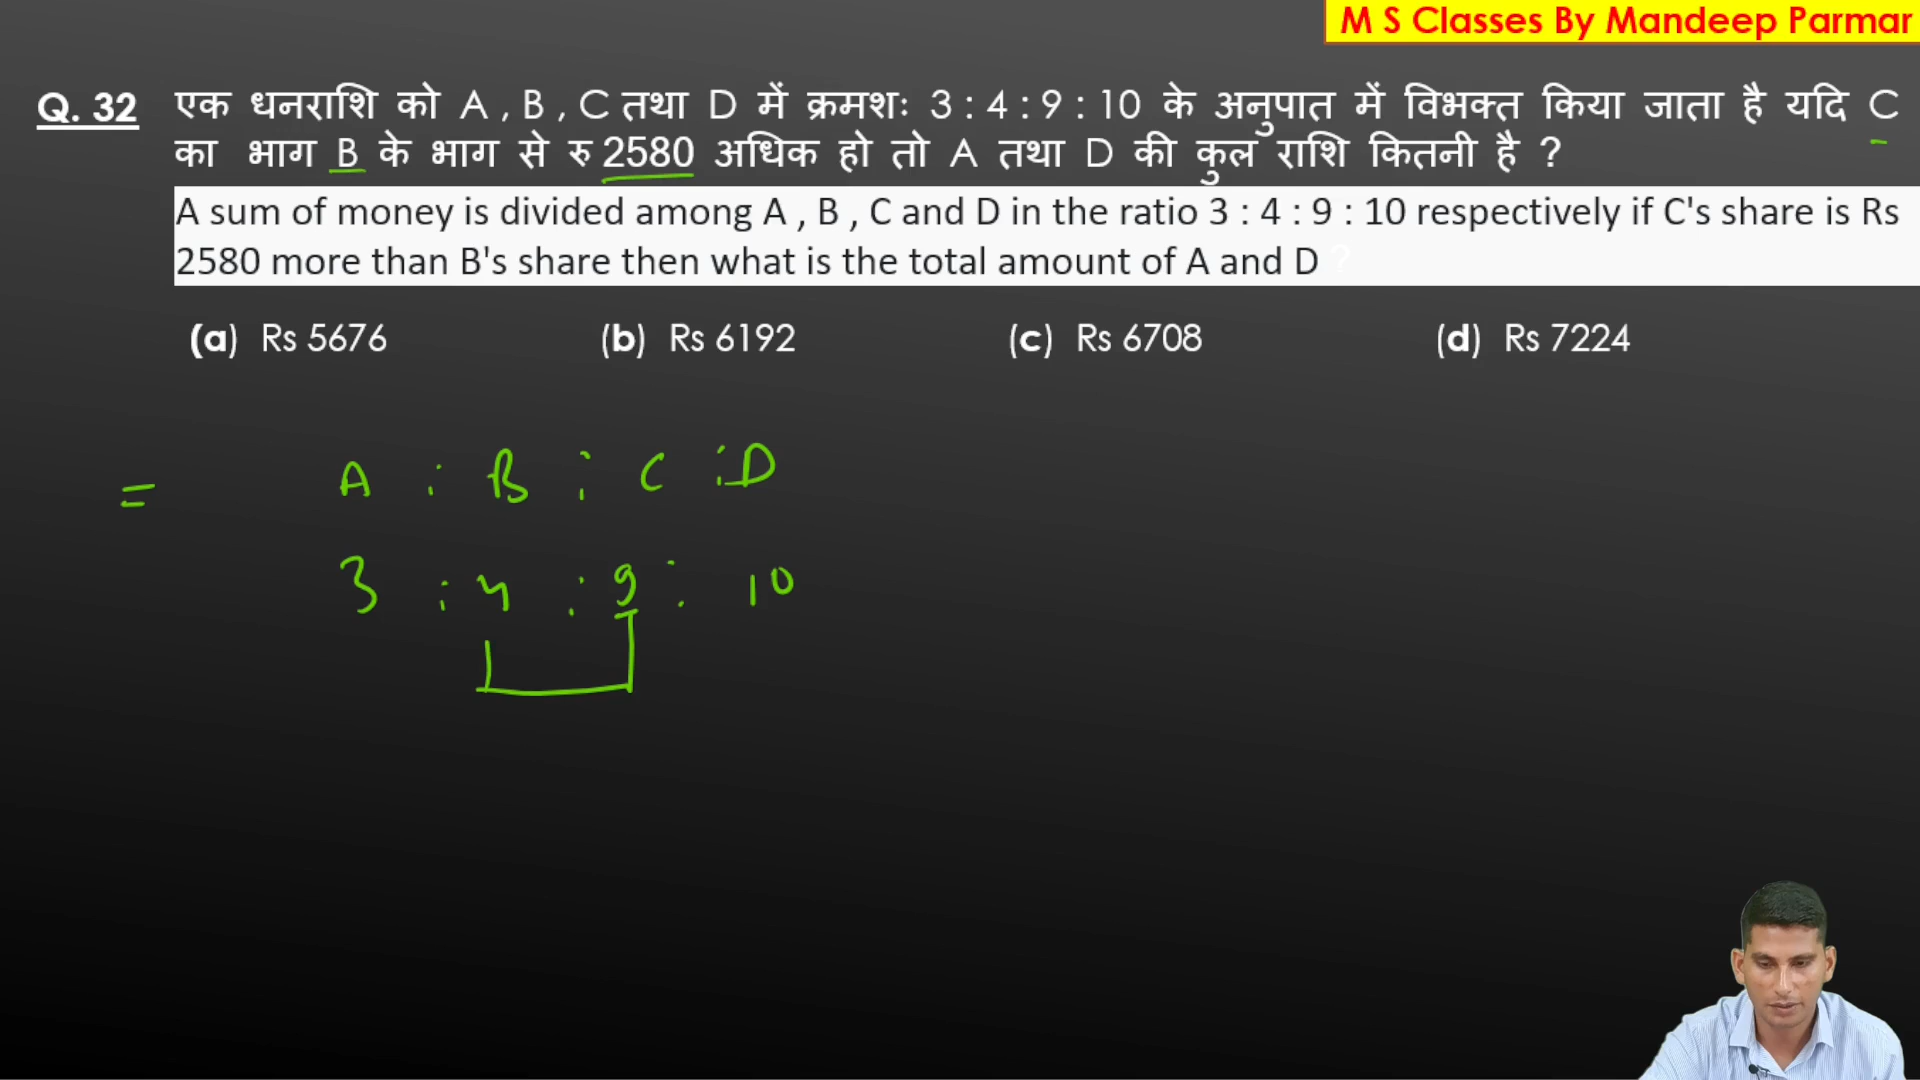 M S Classes By Mandeep Parmar
Q. 32 एक धनराशि को A , B , C तथा D में क्रमशः 3 : 4 : 9 : 10 के अनुपात में विभक्त किया जाता है यदि C
का भाग B के भाग से रु 2580 अधिक हो तो A तथा D की कुल राशि कितनी है ?
A sum of money is divided among A , B , C and D in the ratio 3 : 4 : 9 : 10 respectively if C's share is Rs
2580 more than B's share then what is the total amount of A and D ?
(a) Rs 5676 (b) Rs 6192 (c) Rs 6708 (d) Rs 7224
= A : B : C : D
3 : 4 : 9 : 10